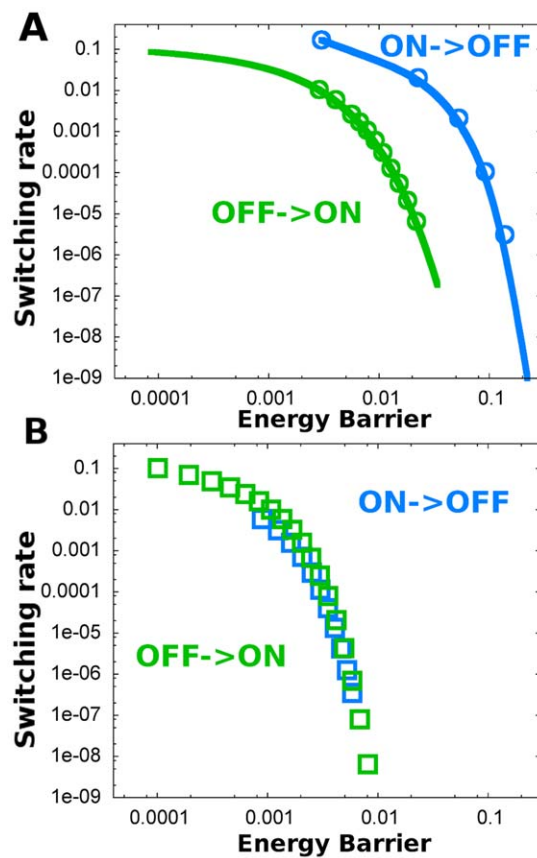 A
ON->OFF
OFF->ON
Switching rate
0.1
0.01
0.001
0.0001
1e-05
1e-06
1e-07
1e-08
1e-09
0.0001
0.001
0.01
0.1
Energy Barrier
B
ON->OFF
OFF->ON
Switching rate
0.1
0.01
0.001
0.0001
1e-05
1e-06
1e-07
1e-08
1e-09
0.0001
0.001
0.01
0.1
Energy Barrier